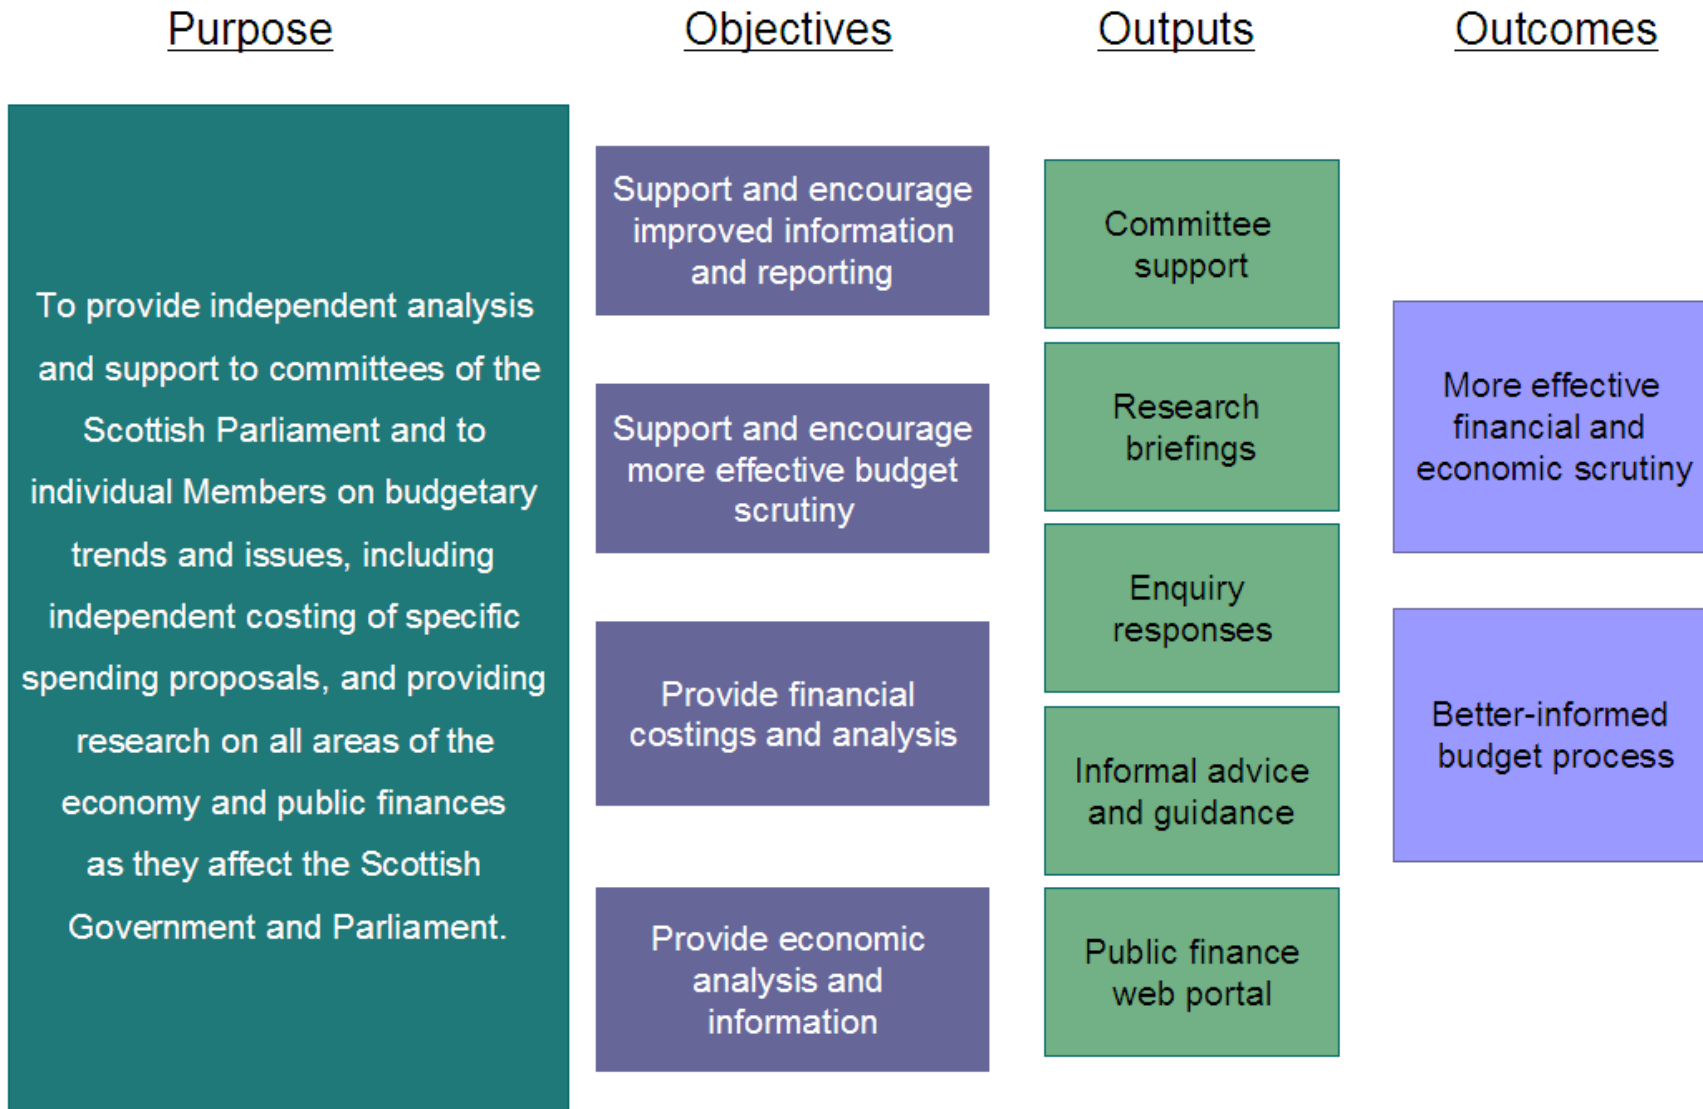 Purpose
Objectives
Outputs
Outcomes
To provide independent analysis
and support to committees of the
Scottish Parliament and to
individual Members on budgetary
trends and issues, including
independent costing of specific
spending proposals, and providing
research on all areas of the
economy and public finances
as they affect the Scottish
Government and Parliament.
Support and encourage
improved information
and reporting
Support and encourage
more effective budget
scrutiny
Provide financial
costings and analysis
Provide economic
analysis and
information
Committee
support
Research
briefings
Enquiry
responses
Informal advice
and guidance
Public finance
web portal
More effective
financial and
economic scrutiny
Better-informed
budget process